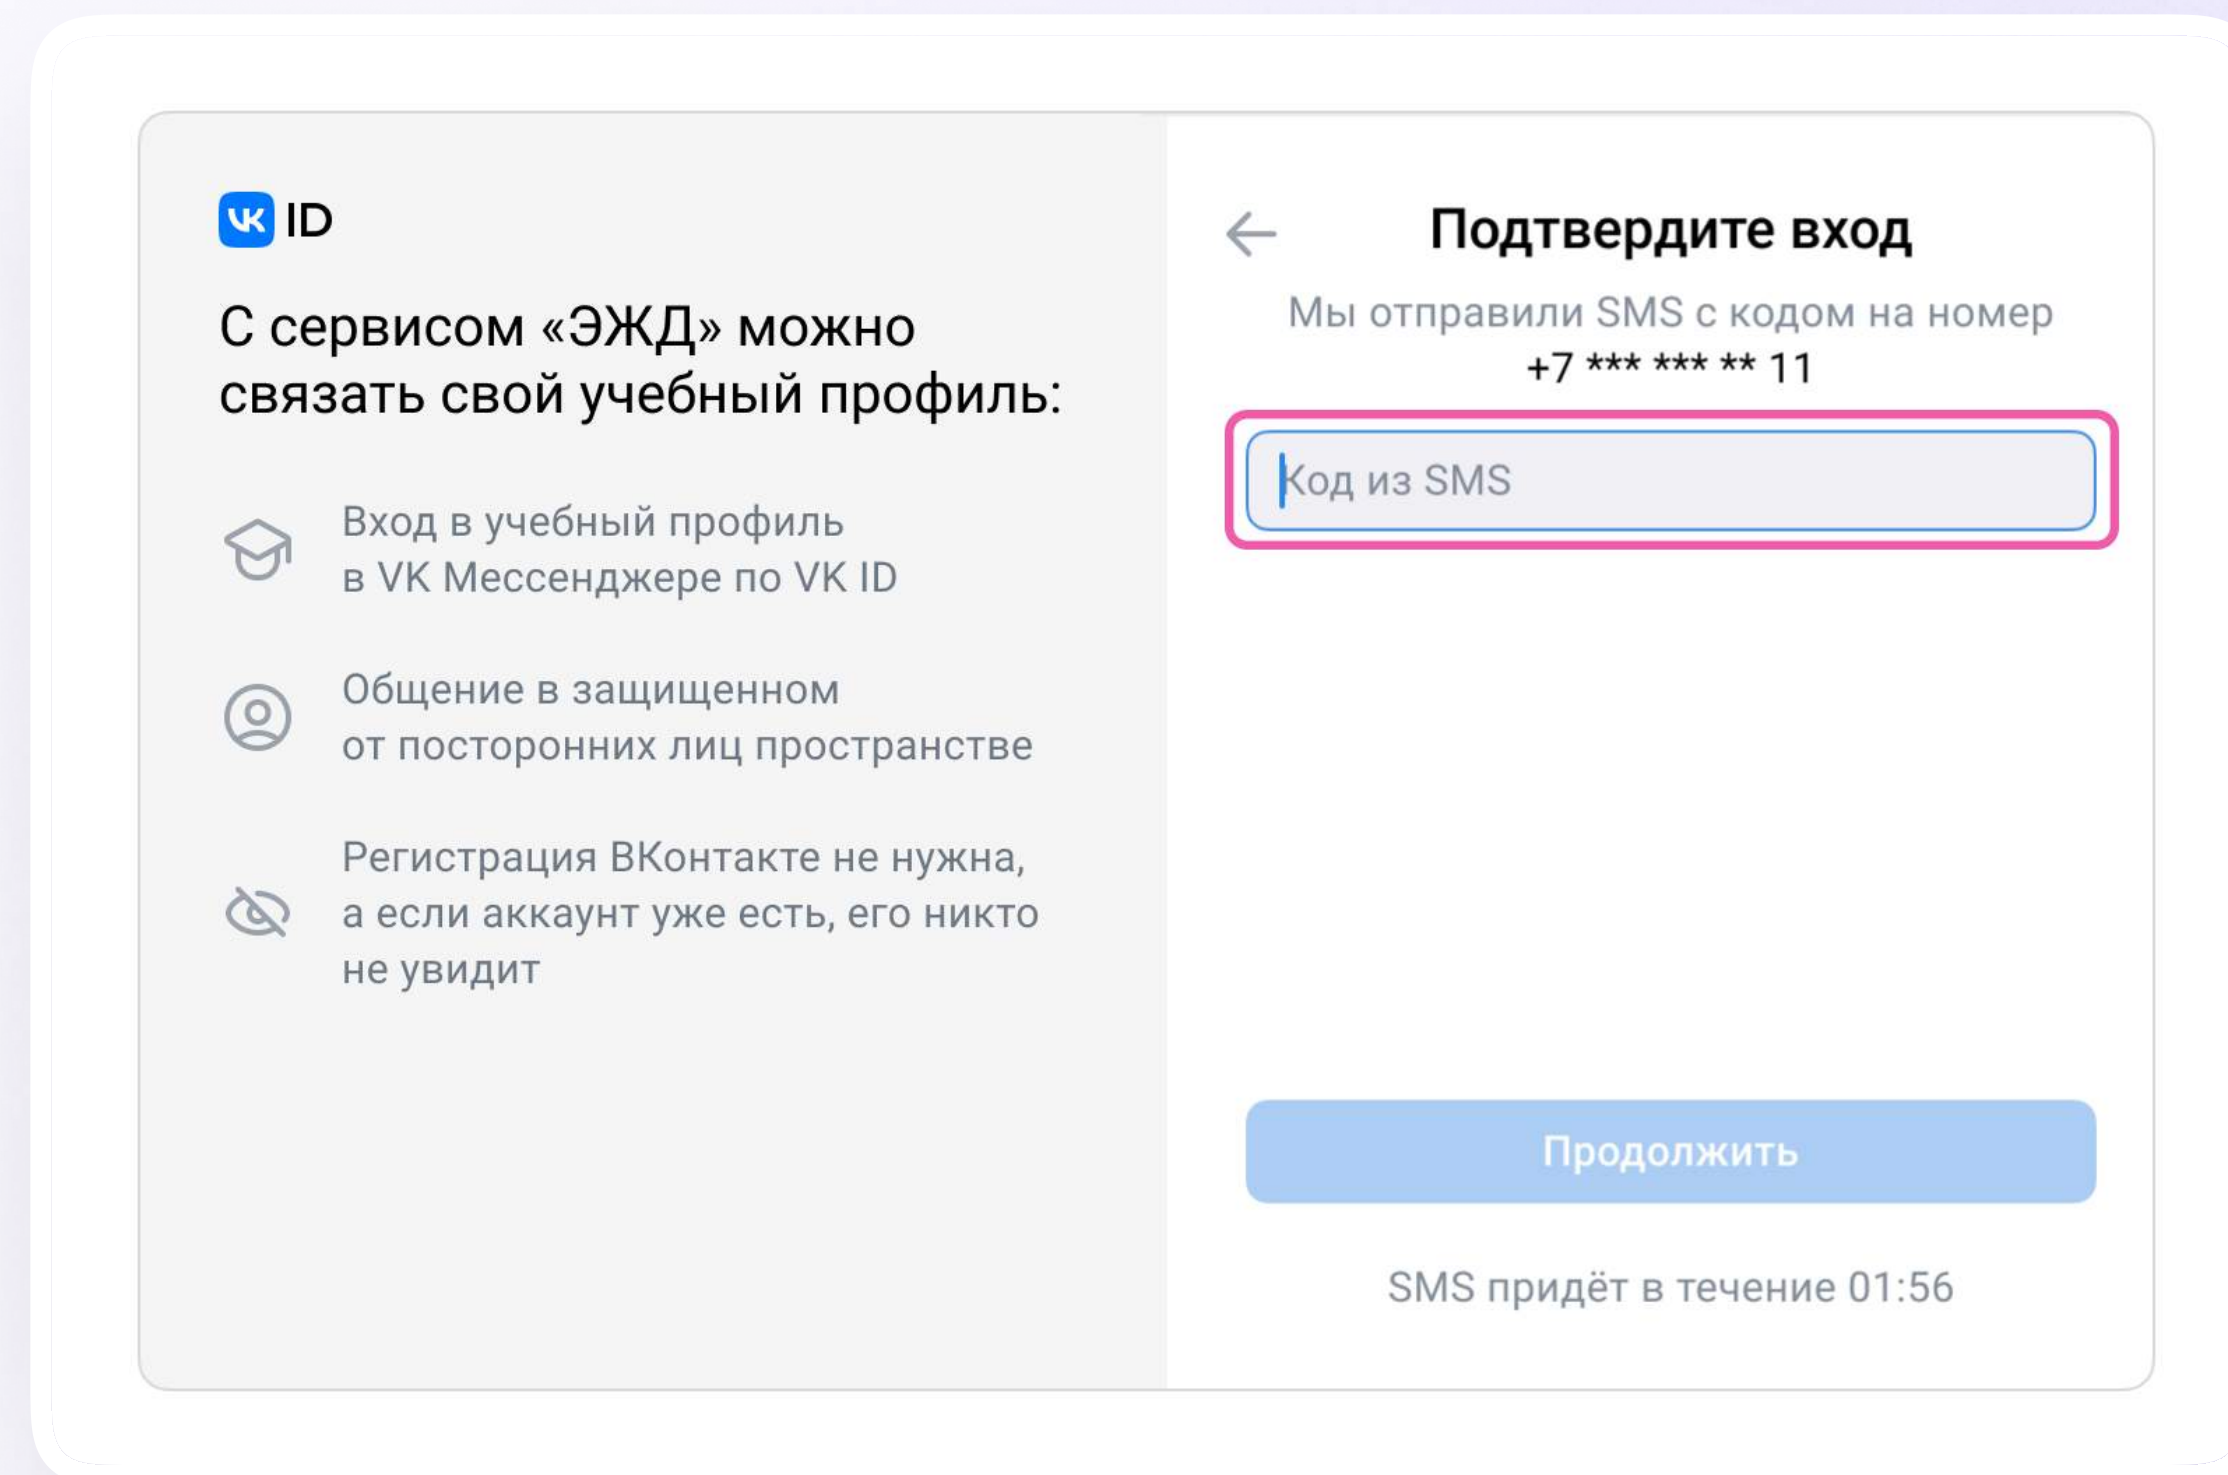 VK ID
С сервисом «ЭЖД» можно
связать свой учебный профиль:
Вход в учебный профиль
в VK Мессенджере по VK ID
Общение в защищенном
от посторонних лиц пространстве
Регистрация ВКонтакте не нужна,
а если аккаунт уже есть, его никто
не увидит
Подтвердите вход
Мы отправили SMS с кодом на номер
+7 *** *** ** 11
Код из SMS
Продолжить
SMS придёт в течение 01:56